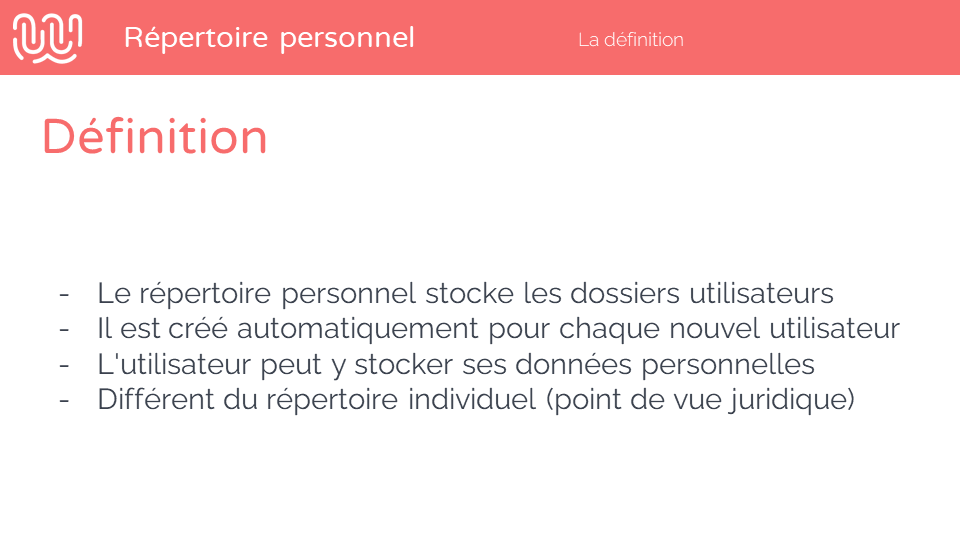 Répertoire personnel
La définition
Définition
- Le répertoire personnel stocke les dossiers utilisateurs
- Il est créé automatiquement pour chaque nouvel utilisateur
- L'utilisateur peut y stocker ses données personnelles
- Différent du répertoire individuel (point de vue juridique)